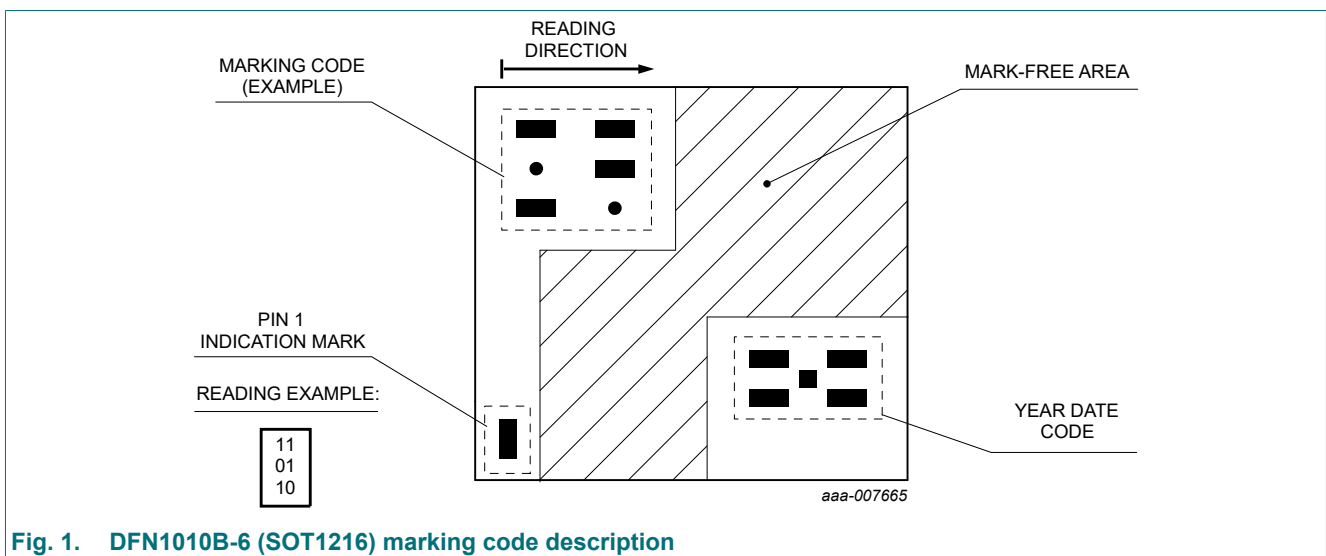 READING
DIRECTION
MARKING CODE
(EXAMPLE)
MARK-FREE AREA
PIN 1
INDICATION MARK
READING EXAMPLE:
11
01
10
YEAR DATE
CODE
aaa-007665
Fig. 1. DFN1010B-6 (SOT1216) marking code description